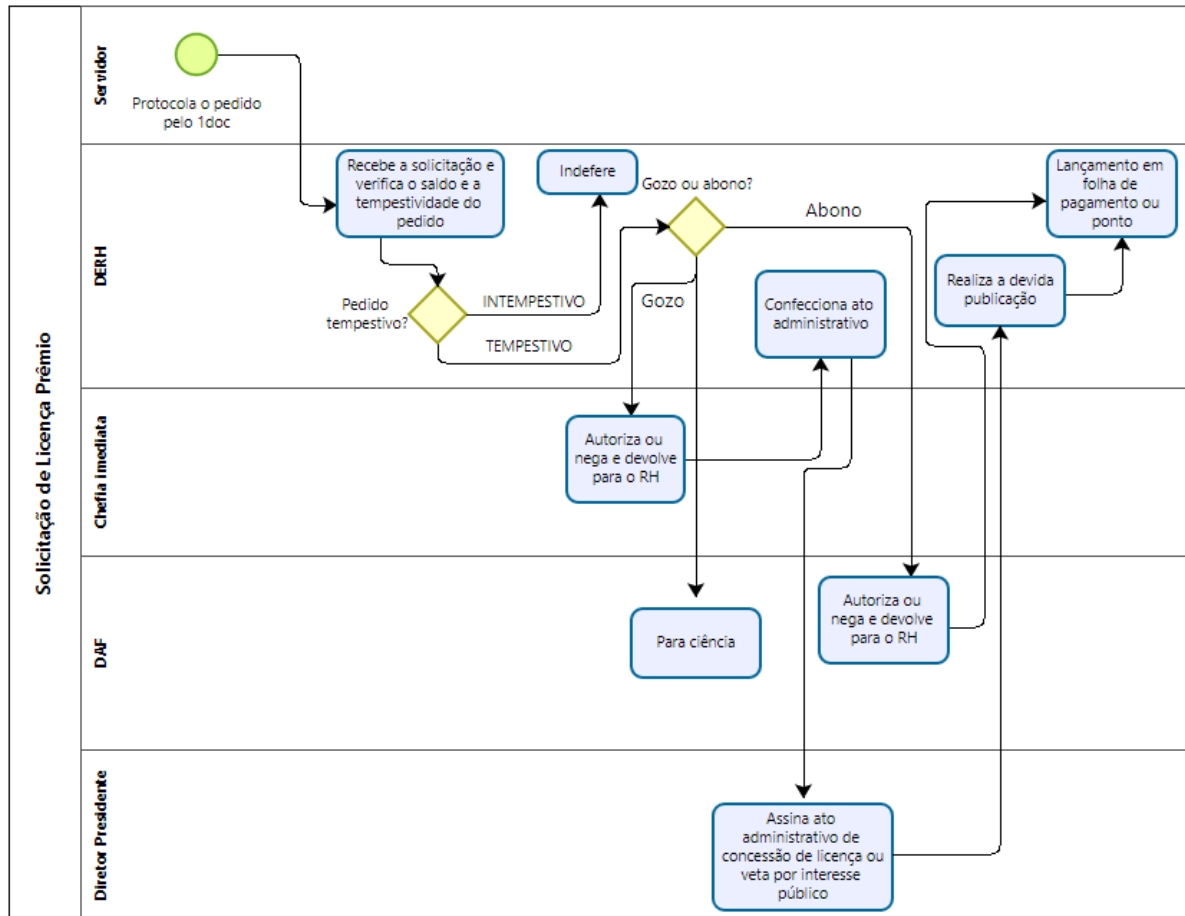 Solicitação de Licença Prêmio
Servidor
Protocola o pedido
pelo 1doc
DERH
Recebe a solicitação e
verifica o saldo e a
tempestividade do
pedido
Pedido
tempestivo?
INTEMPESTIVO
TEMPESTIVO
Indefere
Gozo ou abono?
Abono
Gozo
Confecciona ato
administrativo
Realiza a devida
publicação
Lançamento em
folha de
pagamento ou
ponto
Chefia imediata
Autoriza ou
nega e devolve
para o RH
DAF
Para ciência
Autoriza ou
nega e devolve
para o RH
Diretor Presidente
Assina ato
administrativo de
concessão de licença ou
veta por interesse
público